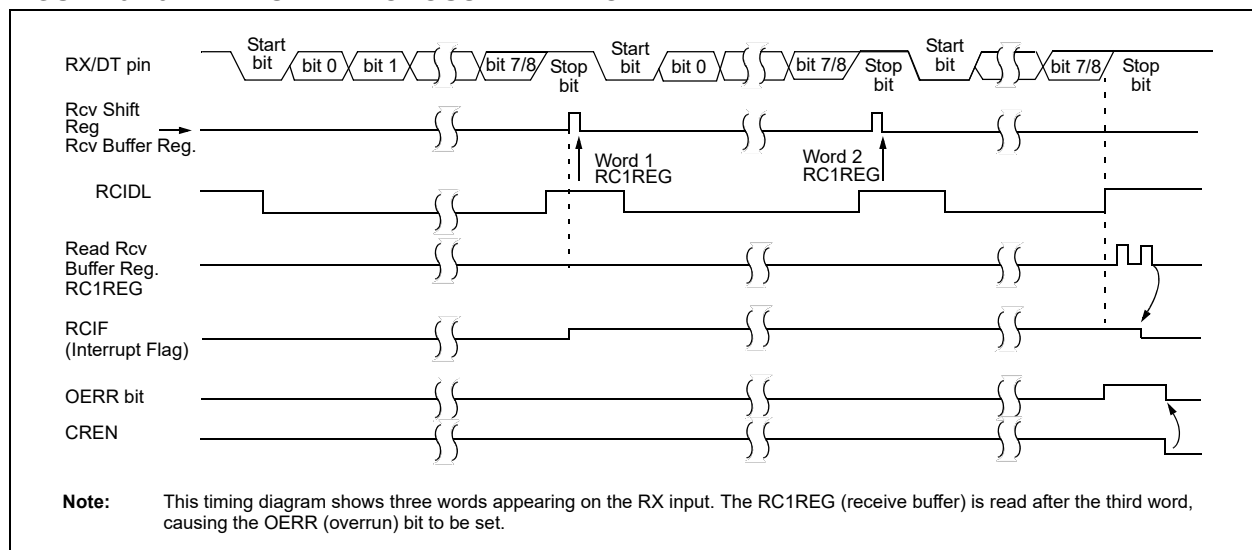 RX/DT pin
Start
bit
bit 0
bit 1
bit 7/8
Stop
bit
Start
bit
bit 0
bit 7/8
Stop
bit
Start
bit
bit 7/8
Stop
bit
Rcv Shift
Reg
Rcv Buffer Reg.
Word 1
RC1REG
Word 2
RC1REG
RCIDL
Read Rcv
Buffer Reg.
RC1REG
RCIF
(Interrupt Flag)
OERR bit
CREN
Note: This timing diagram shows three words appearing on the RX input. The RC1REG (receive buffer) is read after the third word,
causing the OERR (overrun) bit to be set.